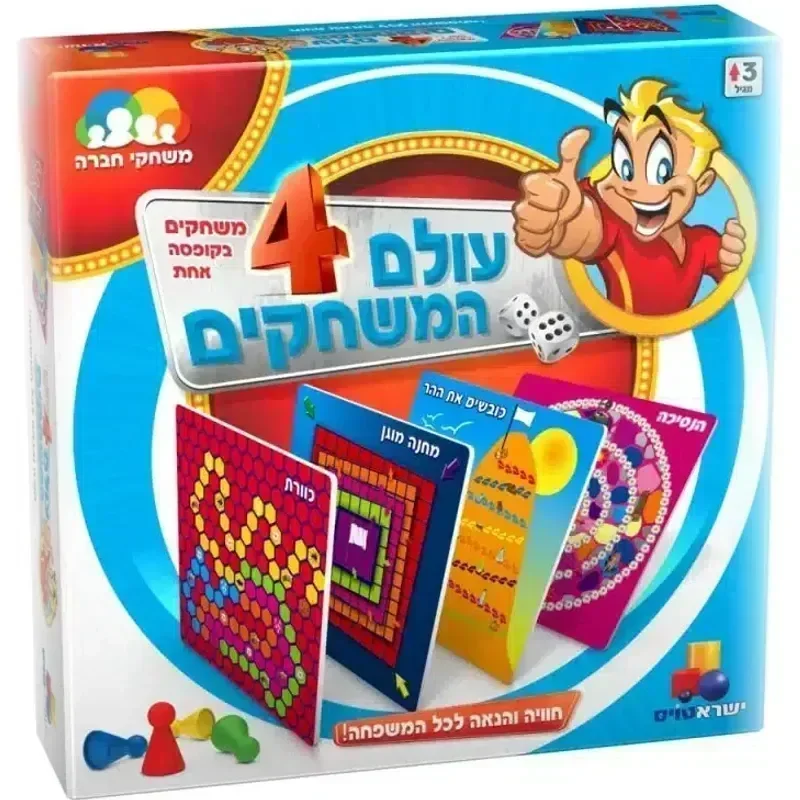 3
מגיל
משחקי חברה
4
משחקים
בקופסה
אחת
עולם
המשחקים
הנסיכה
כובשים את ההר
מחנה מוגן
כוורת
חוויה והנאה לכל המשפחה!
ישראטויס